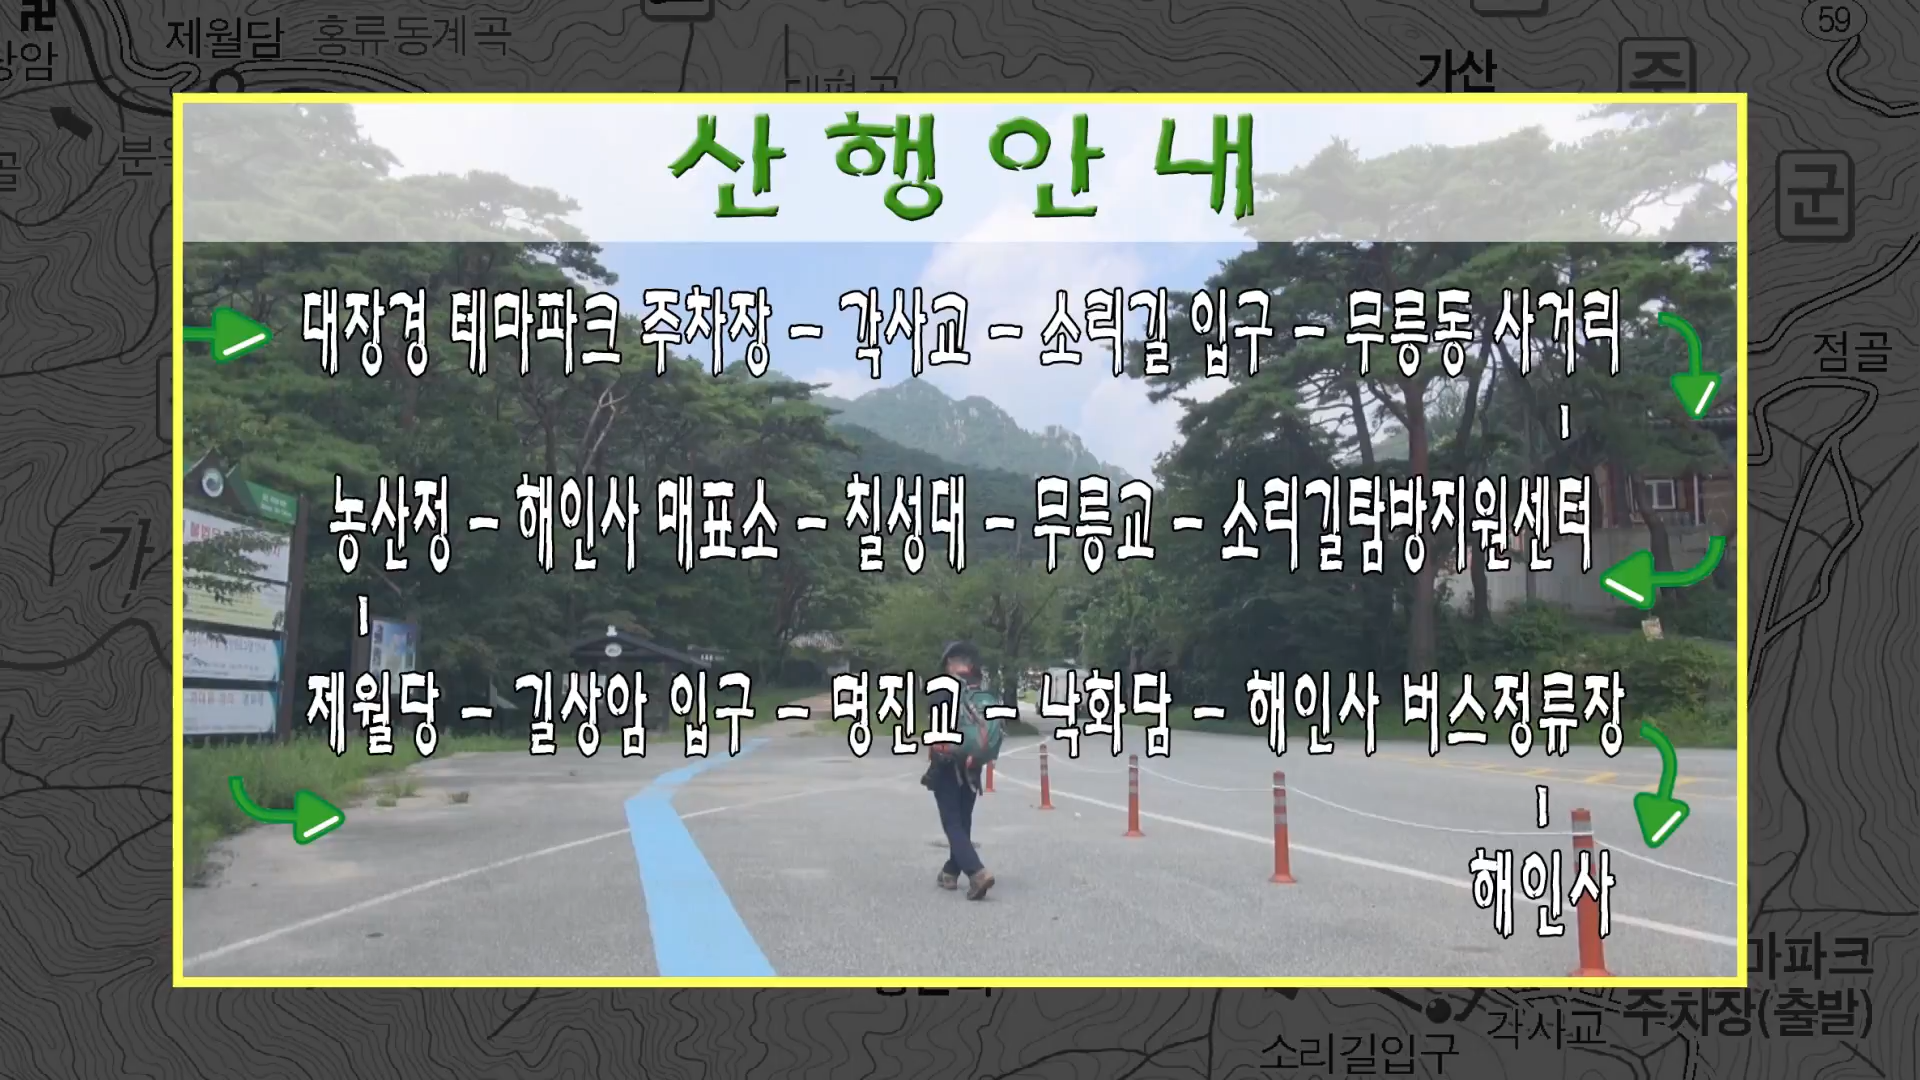 제월담 홍류동계곡
59
가산
주
군
점골
가
산행안내
대장경 테마파크 주차장 - 각사교 - 소리길 입구 - 무릉동 사거리
농산정 - 해인사 매표소 - 칠성대 - 무릉교 - 소리길탐방지원센터
제월당 - 길상암 입구 - 명진교 - 낙화담 - 해인사 버스정류장
해인사
마파크
주차장(출발)
각사교
소리길입구